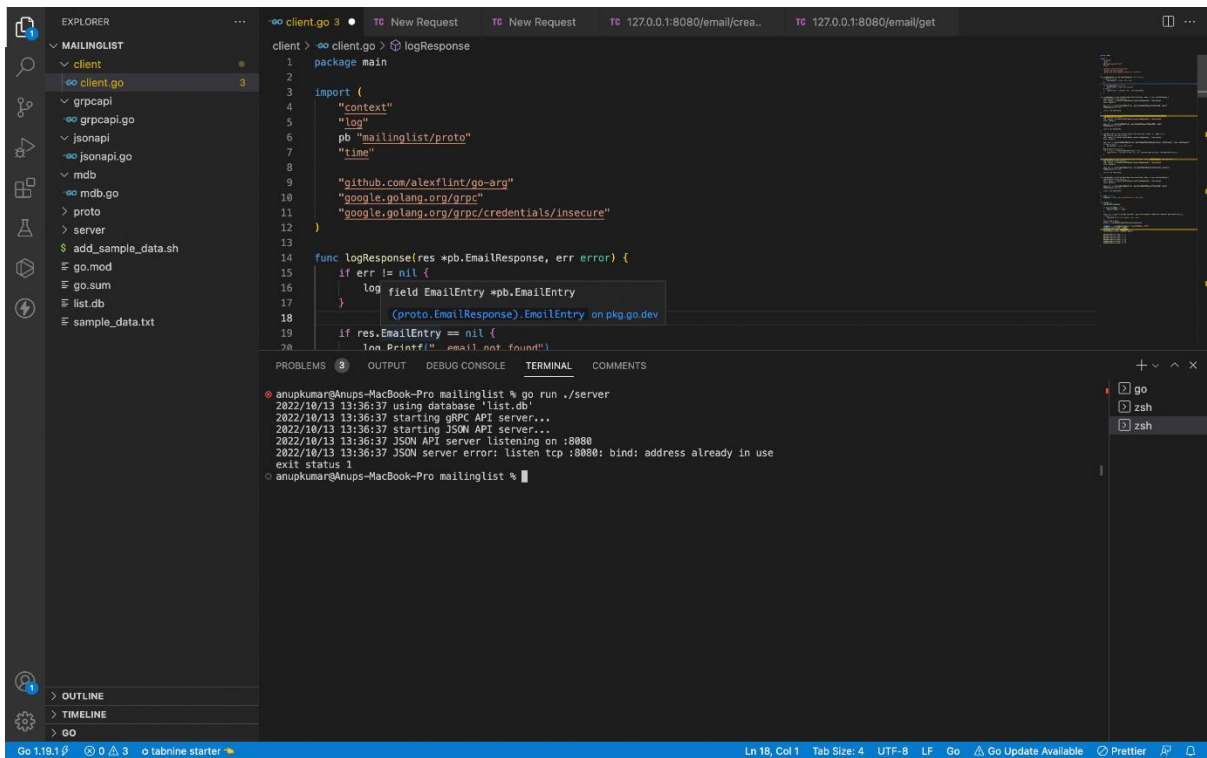 EXPLORER
MAILINGLIST
client
client.go 3
grpcapi
grpcapi.go
jsonapi
jsonapi.go
mdb
mdb.go
proto
server
$ add_sample_data.sh
go.mod
go.sum
list.db
sample_data.txt
OUTLINE
TIMELINE
GO
client.go 3 TC New Request TC New Request TC 127.0.0.1:8080/email/crea.. TC 127.0.0.1:8080/email/get
client > client.go > logResponse
1 package main
2
3 import (
4 "context"
5 "log"
6 pb "mailinglist/proto"
7 "time"
8
9 "github.com/alexflint/go-arg"
10 "google.golang.org/grpc"
11 "google.golang.org/grpc/credentials/insecure"
12 )
13
14 func logResponse(res *pb.EmailResponse, err error) {
15 if err != nil {
16 log
17 }
18
19 if res.EmailEntry == nil {
20 log.Printf(" email not found")
field EmailEntry *pb.EmailEntry
(proto.EmailResponse).EmailEntry on pkg.go.dev
PROBLEMS 3 OUTPUT DEBUG CONSOLE TERMINAL COMMENTS
anupkumar@Anups-MacBook-Pro mailinglist % go run ./server
2022/10/13 13:36:37 using database 'list.db'
2022/10/13 13:36:37 starting gRPC API server...
2022/10/13 13:36:37 starting JSON API server...
2022/10/13 13:36:37 JSON API server listening on :8080
2022/10/13 13:36:37 JSON server error: listen tcp :8080: bind: address already in use
exit status 1
anupkumar@Anups-MacBook-Pro mailinglist %
go
zsh
zsh
1
1
Go 1.19.1 0 3 tabnine starter Ln 18, Col 1 Tab Size: 4 UTF-8 LF Go Go Update Available Prettier